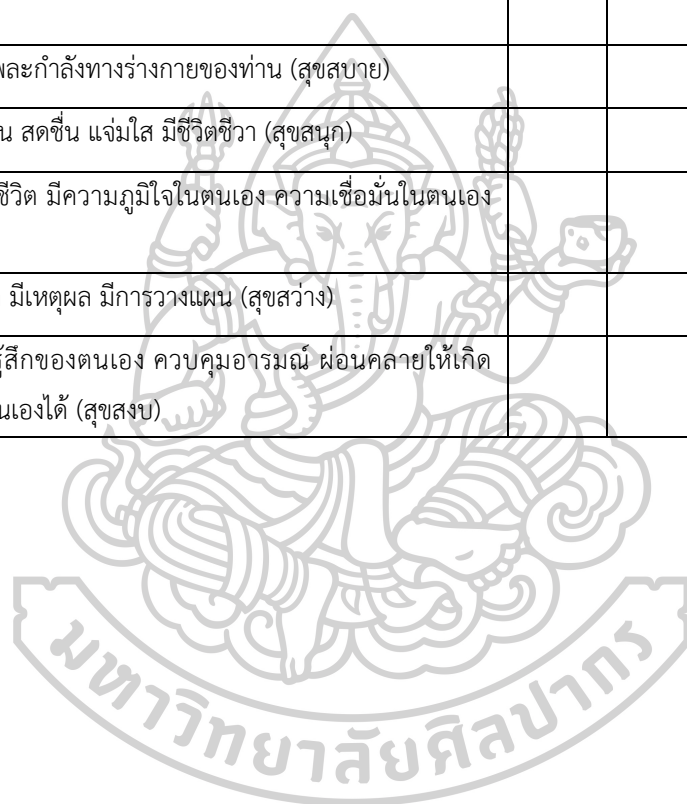 พละกำลังทางร่างกายของท่าน (สุขสบาย)
น สดชื่น แจ่มใส มีชีวิตชีวา (สุขสนุก)
ชีวิต มีความภูมิใจในตนเอง ความเชื่อมั่นในตนเอง
มีเหตุผล มีการวางแผน (สุขสว่าง)
รู้สึกของตนเอง ควบคุมอารมณ์ ผ่อนคลายให้เกิด
นเองได้ (สุขสงบ)
มหาวิทยาลัยศิลปากร